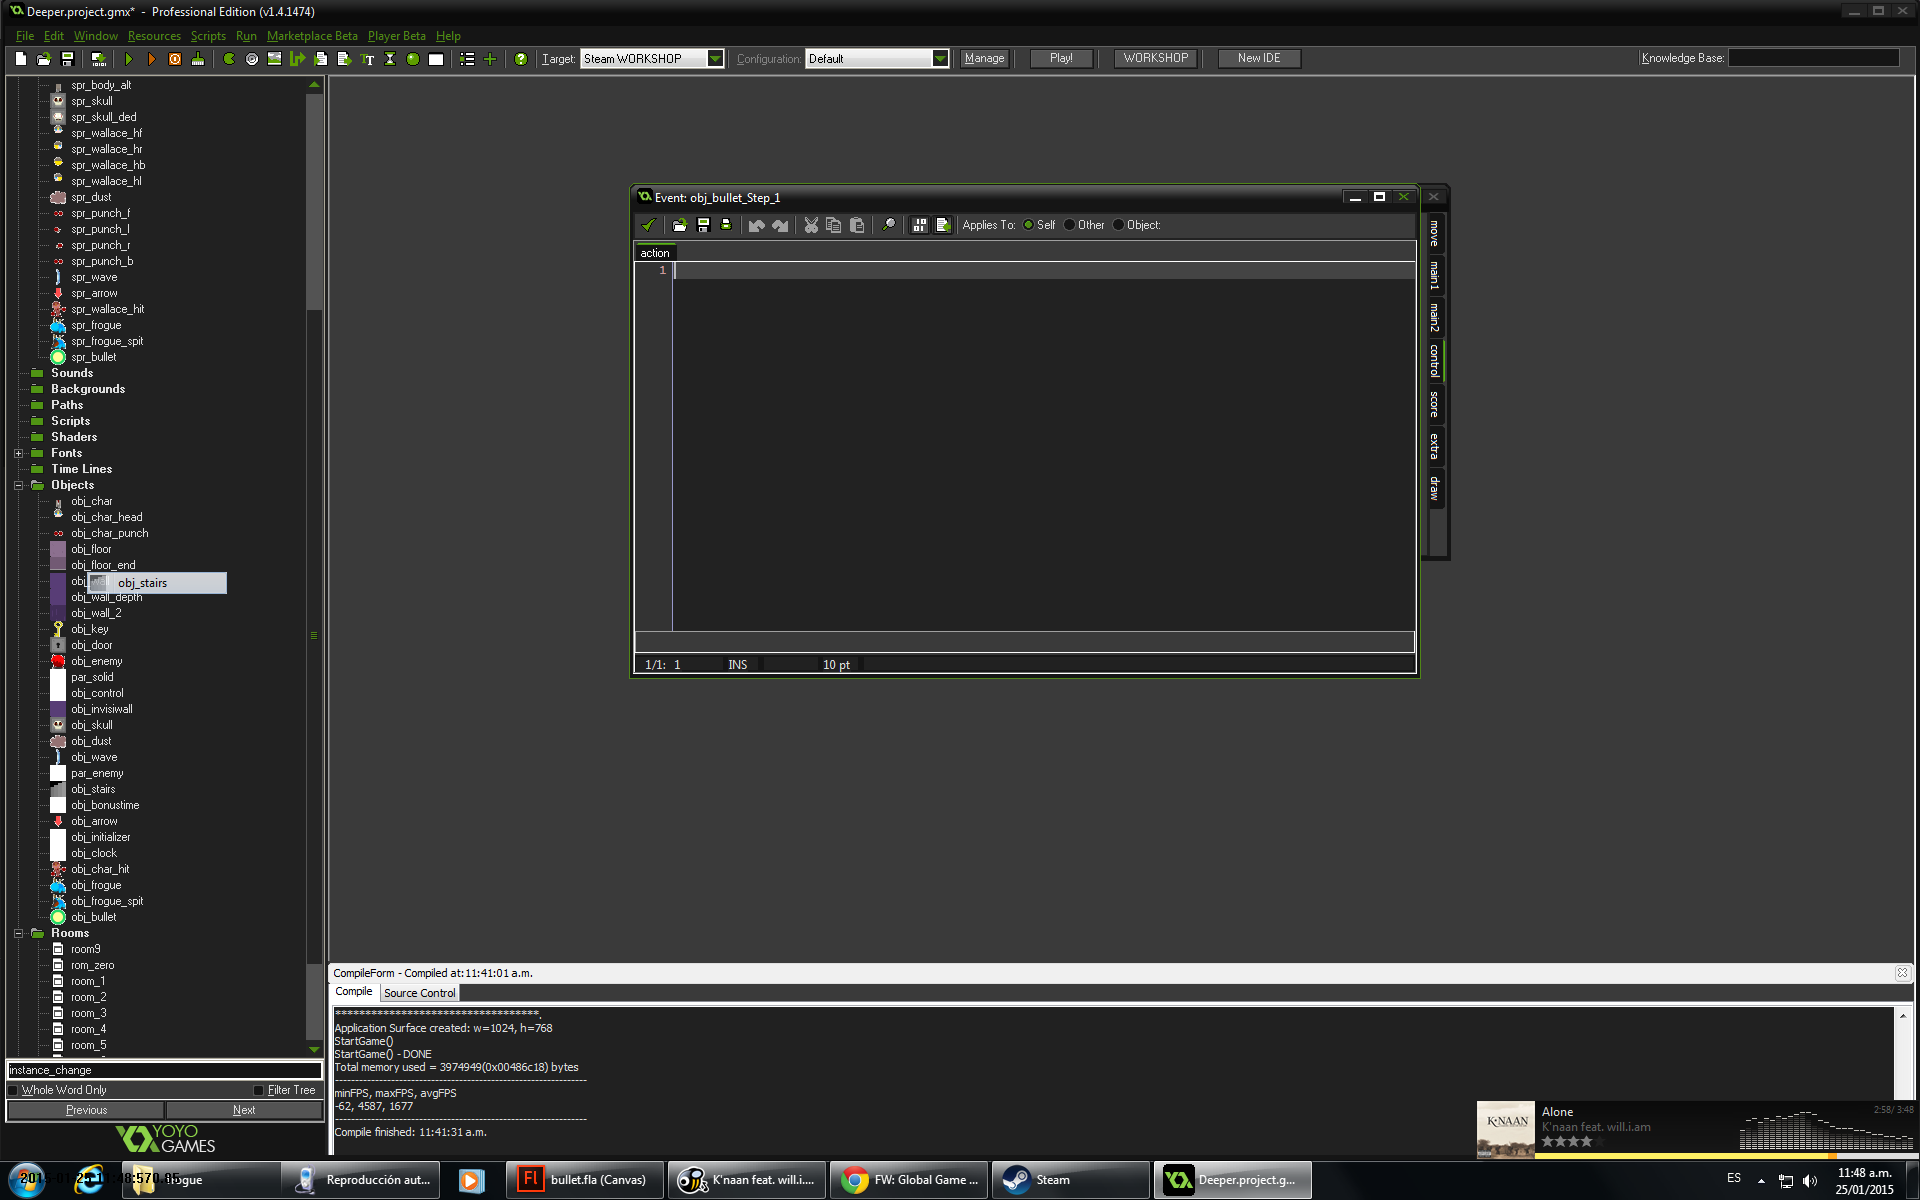 Deeper.project.gmx* - Professional Edition (v1.4.1474)
File Edit Window Resources Scripts Run Marketplace Beta Player Beta Help
Target: Steam WORKSHOP Configuration: Default Manage Play! WORKSHOP New IDE Knowledge Base:
spr_body_alt
spr_skull
spr_skull_ded
spr_wallace_hf
spr_wallace_hr
spr_wallace_hb
spr_wallace_hl
spr_dust
spr_punch_f
spr_punch_l
spr_punch_r
spr_punch_b
spr_wave
spr_arrow
spr_wallace_hit
spr_frogue
spr_frogue_spit
spr_bullet
Sounds
Backgrounds
Paths
Scripts
Shaders
Fonts
Time Lines
Objects
obj_char
obj_char_head
obj_char_punch
obj_floor
obj_floor_end
obj_stairs
obj_wall_depth
obj_wall_2
obj_key
obj_door
obj_enemy
par_solid
obj_control
obj_invisiwall
obj_skull
obj_dust
obj_wave
par_enemy
obj_stairs
obj_bonustime
obj_arrow
obj_initializer
obj_clock
obj_char_hit
obj_frogue
obj_frogue_spit
obj_bullet
Rooms
room9
rom_zero
room_1
room_2
room_3
room_4
room_5
instance_change
Whole Word Only Filter Tree
Previous Next
YOYO
GAMES
Event: obj_bullet_Step_1
Applies To: Self Other Object:
action
1
1/1: 1 INS 10 pt
move
main1
main2
control
score
extra
draw
CompileForm - Compiled at:11:41:01 a.m.
Compile Source Control
***********************************.
Application Surface created: w=1024, h=768
StartGame()
StartGame() - DONE
Total memory used = 3974949(0x00486c18) bytes
minFPS, maxFPS, avgFPS
-62, 4587, 1677
Compile finished: 11:41:31 a.m.
K'NAAN
Alone
K'naan feat. will.i.am
2:58/ 3:48
Reproducción aut...
Fl bullet.fla (Canvas)
K'naan feat. will.i....
FW: Global Game ...
Steam
Deeper.project.g...
ES
11:48 a.m.
25/01/2015